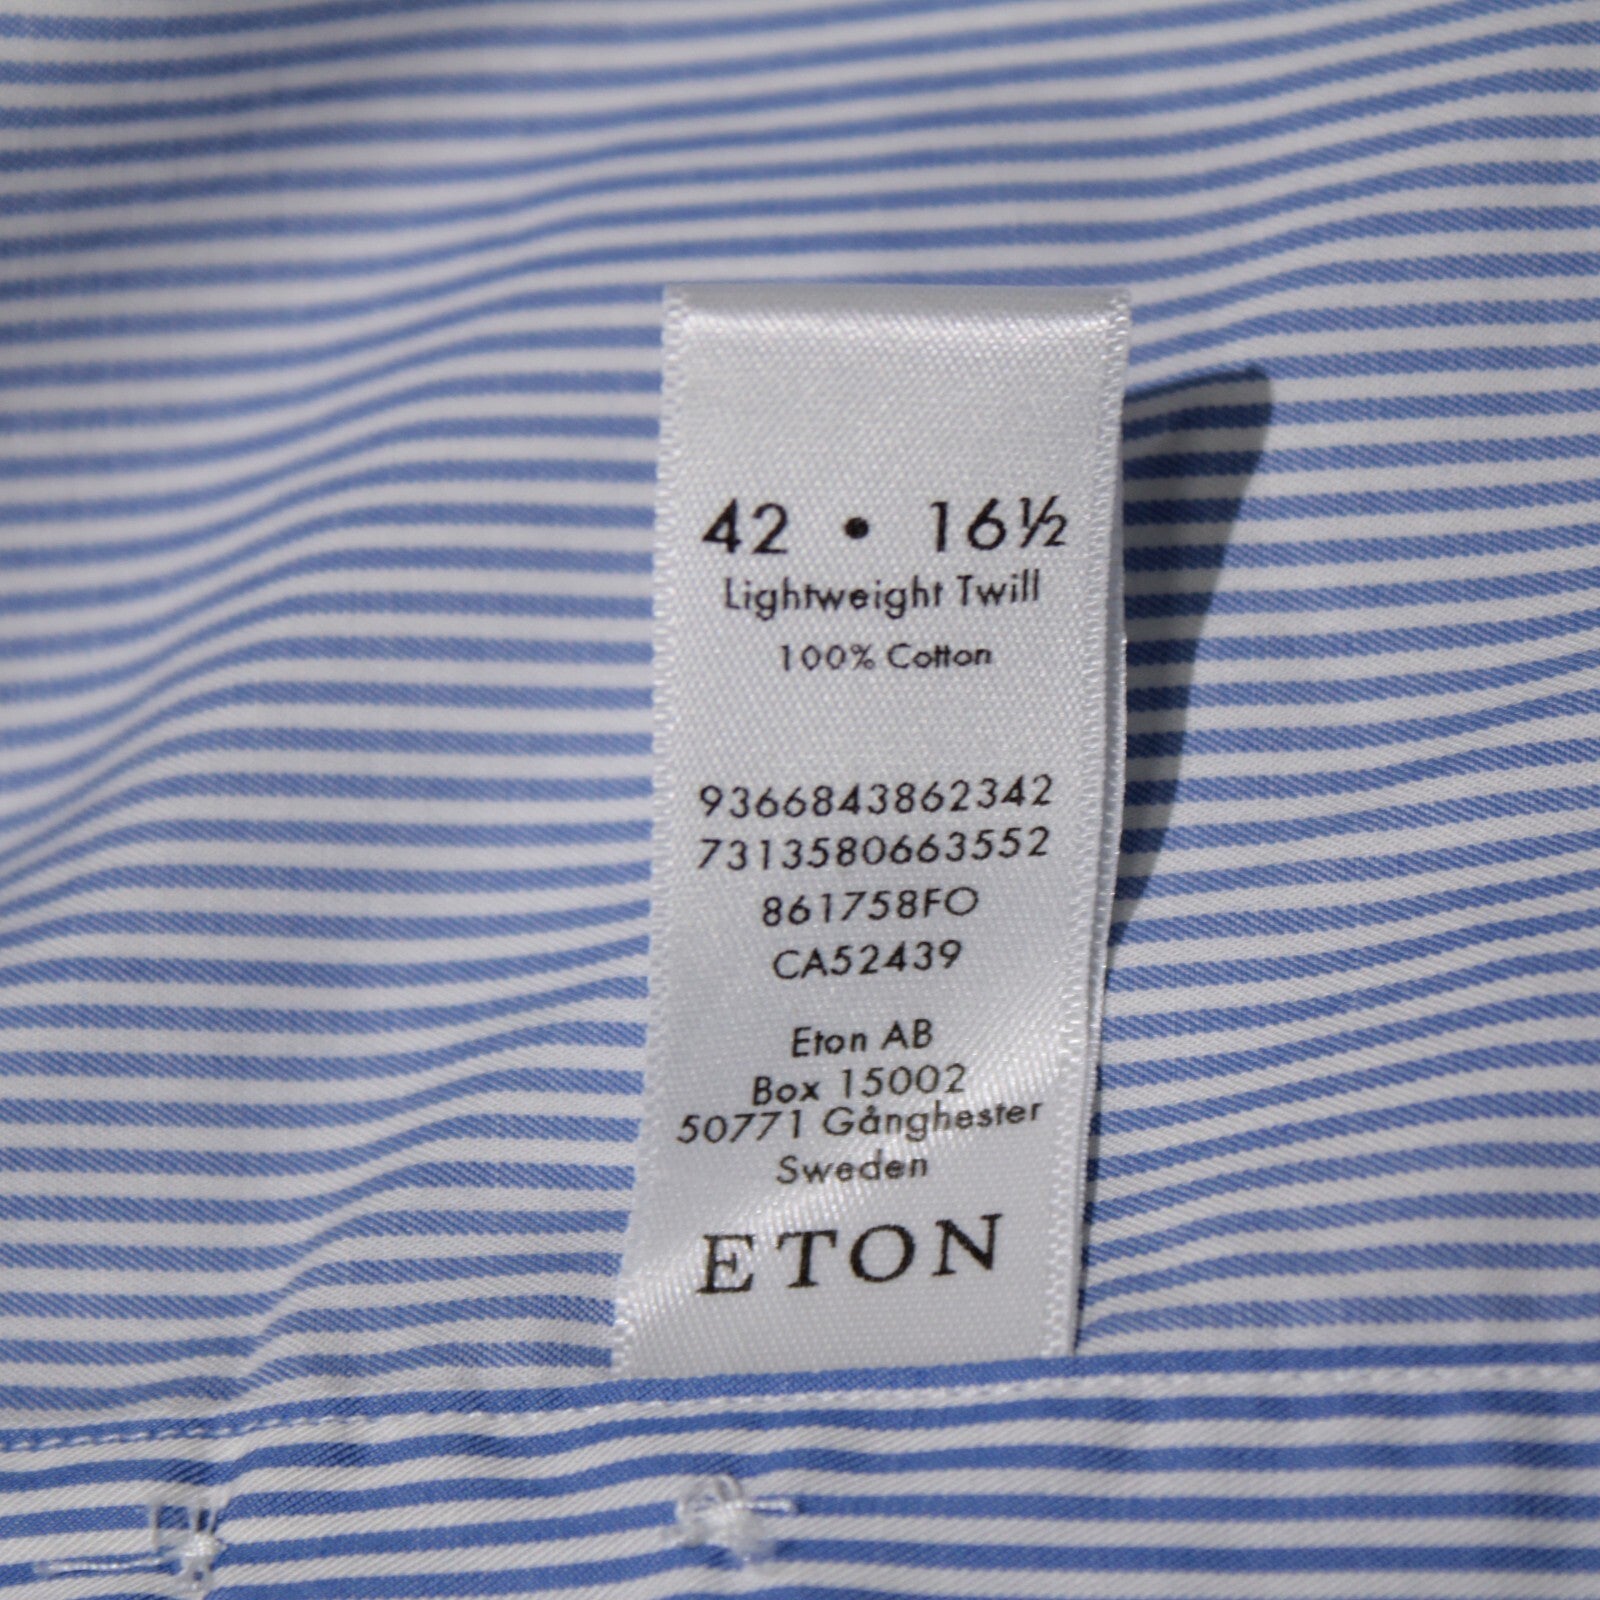 42 • 16½
Lightweight Twill
100% Cotton
9366843862342
7313580663552
861758FO
CA52439
Eton AB
Box 15002
50771 Gånghester
Sweden
ETON